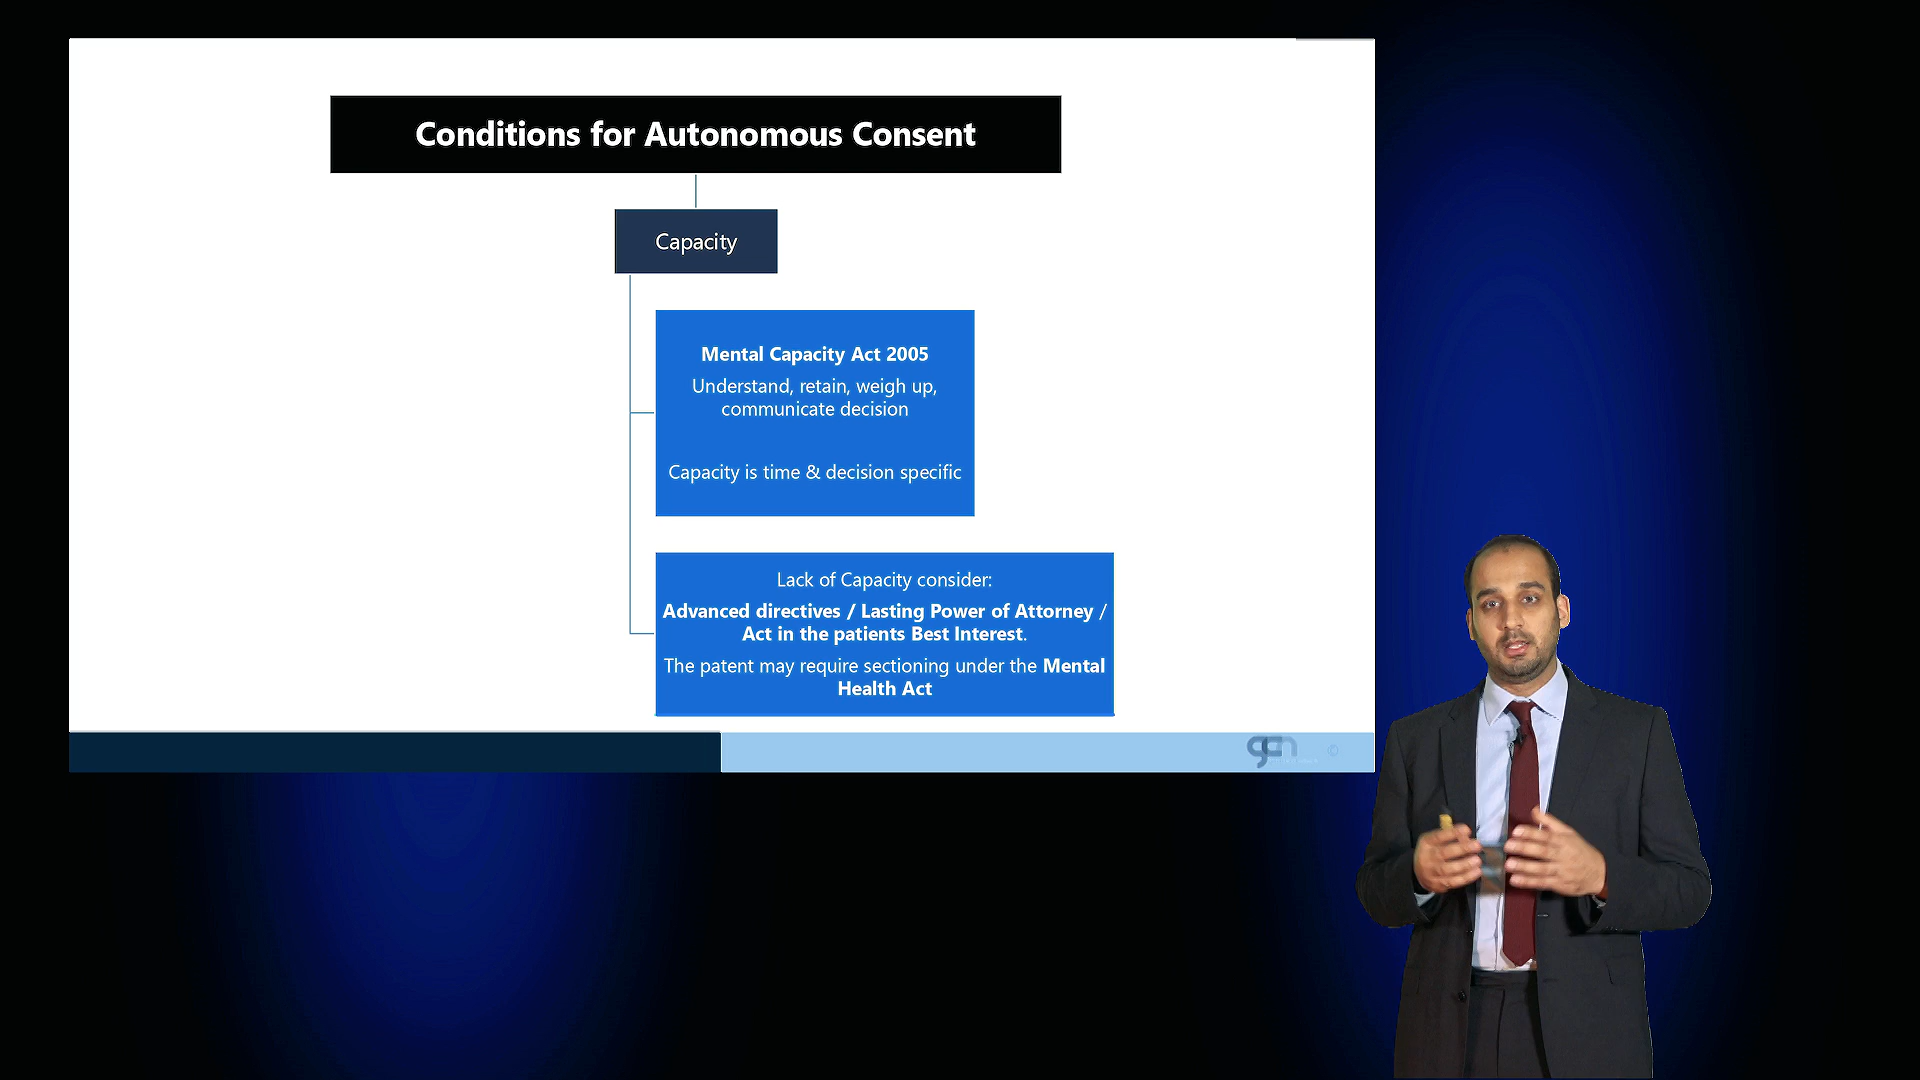 Conditions for Autonomous Consent
Capacity
Mental Capacity Act 2005
Understand, retain, weigh up,
communicate decision
Capacity is time & decision specific
Lack of Capacity consider:
Advanced directives / Lasting Power of Attorney /
Act in the patients Best Interest.
The patent may require sectioning under the Mental
Health Act
gcn
©